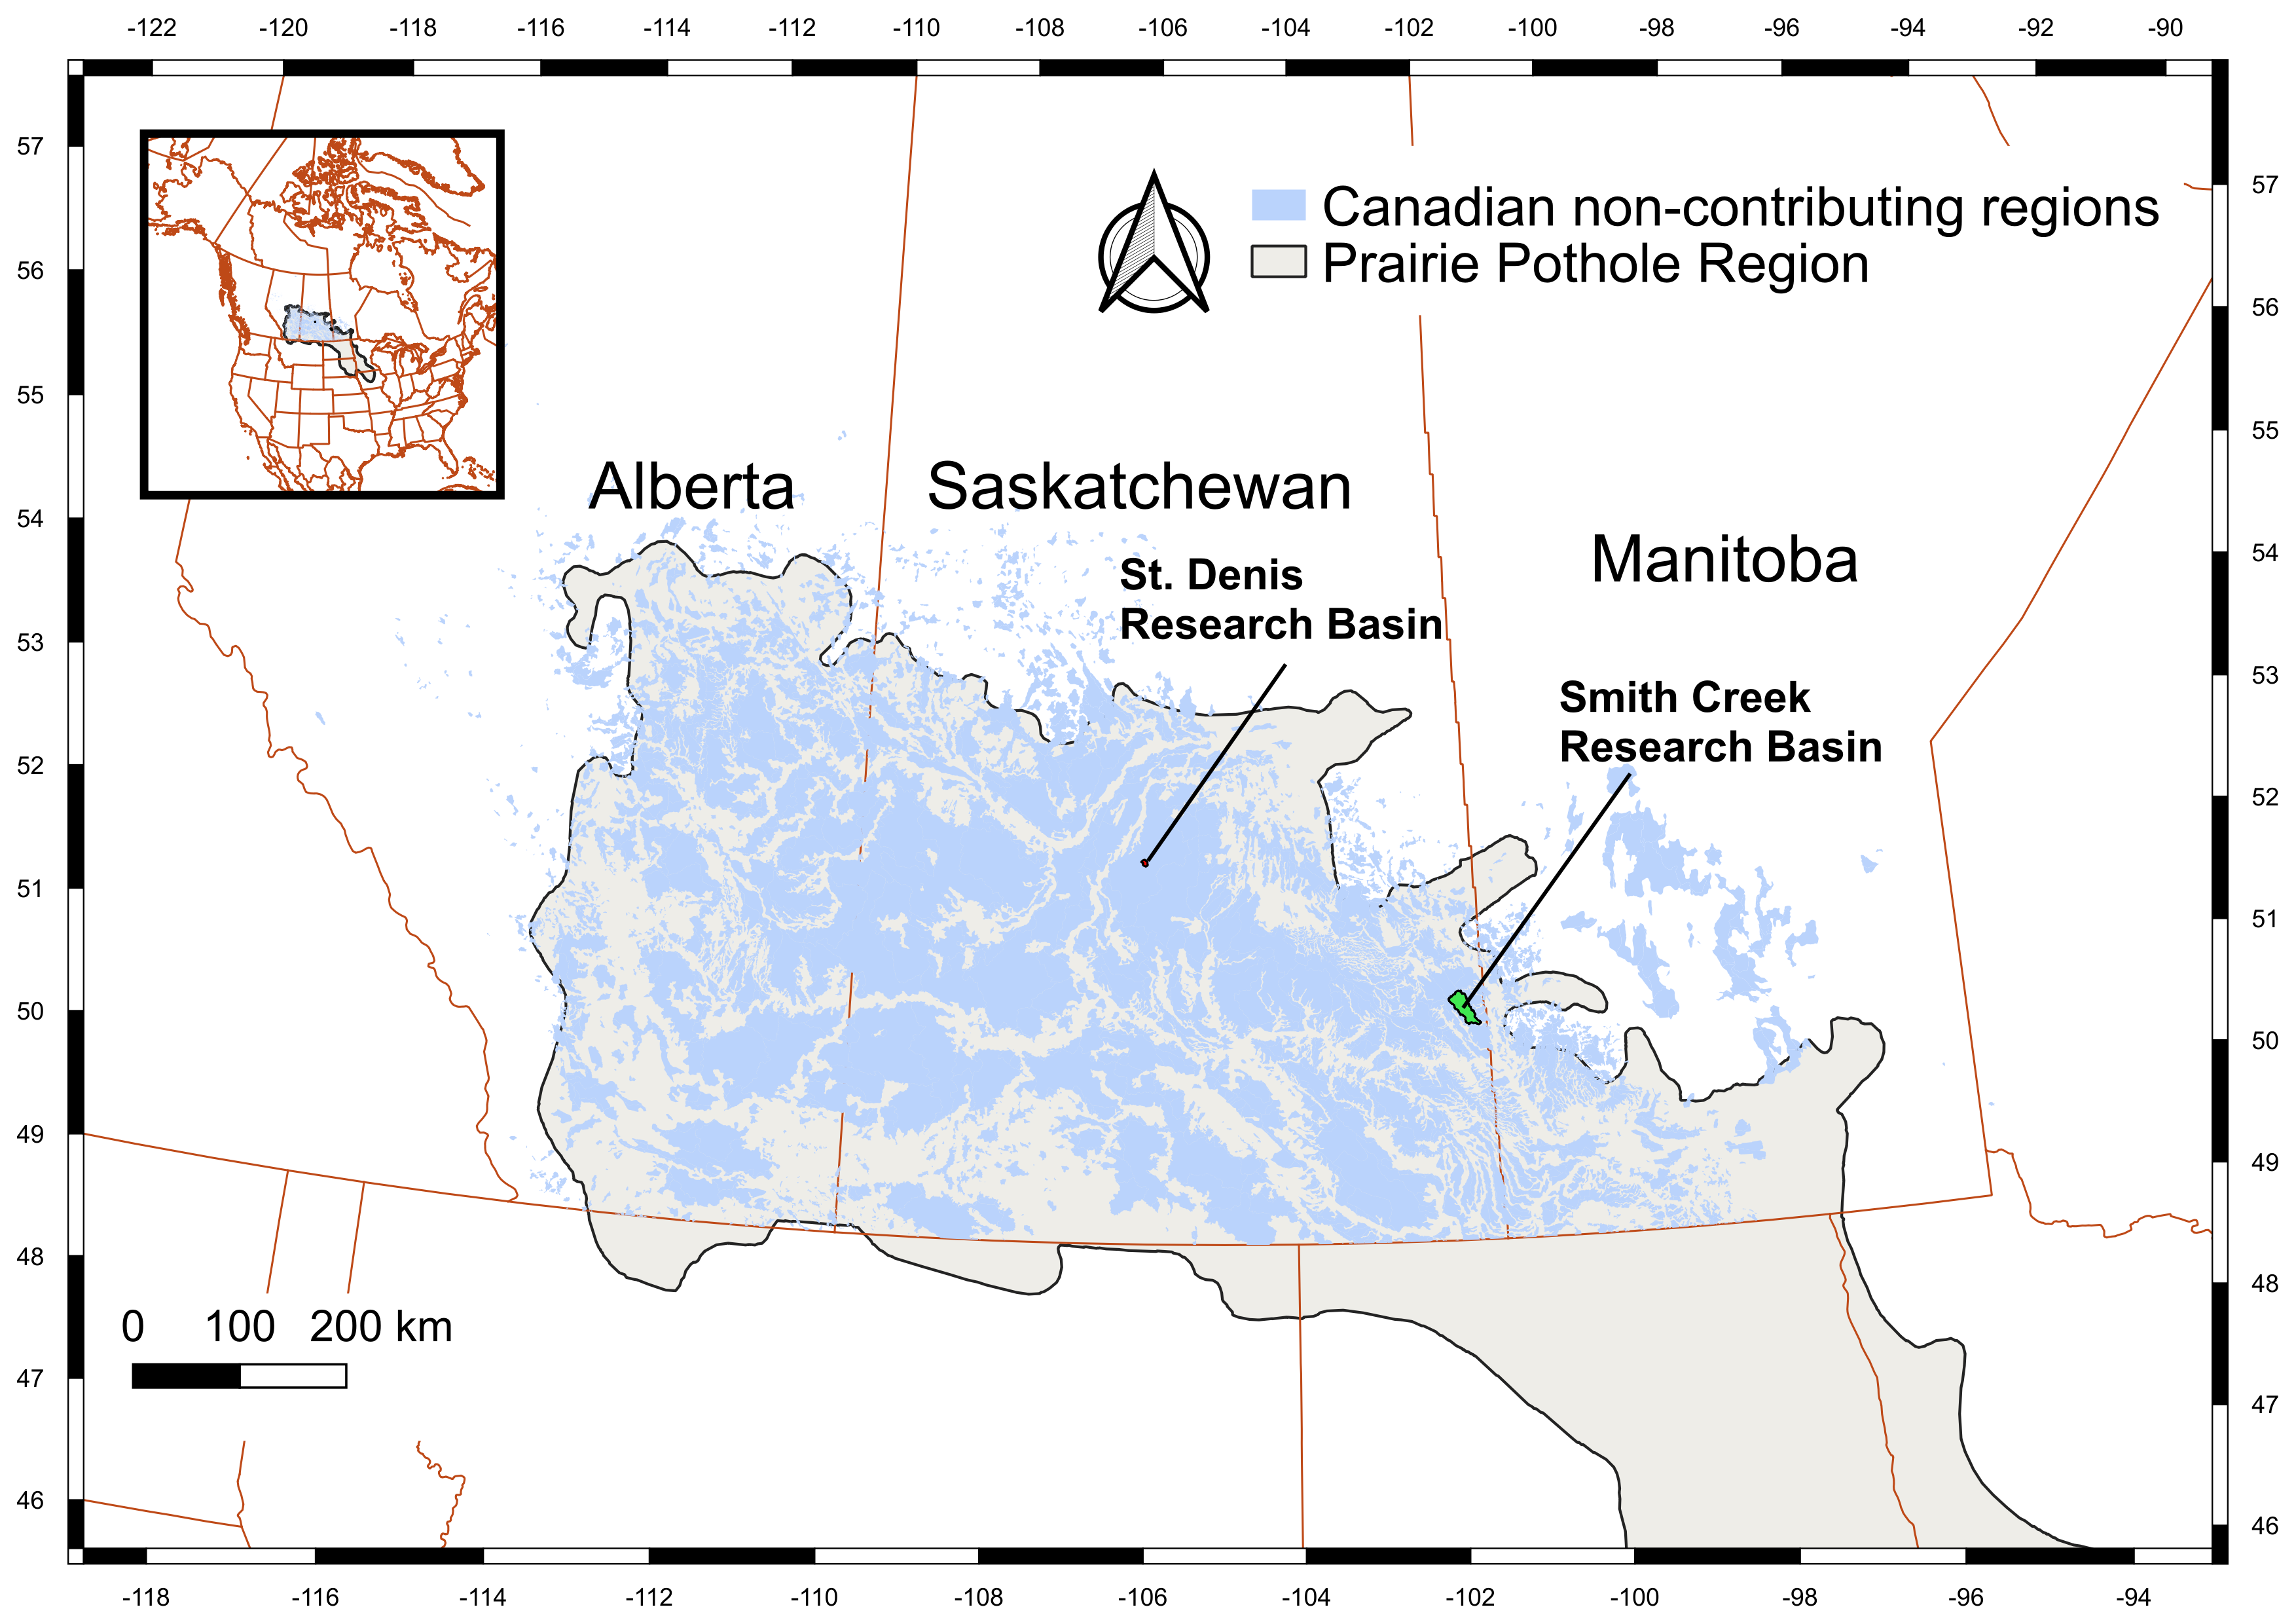 -122 -120 -118 -116 -114 -112 -110 -108 -106 -104 -102 -100 -98 -96 -94 -92 -90
57
57
Canadian non-contributing regions
Prairie Pothole Region
56
56
55
55
Alberta Saskatchewan
54
54
Manitoba
St. Denis
Research Basin
53
53
Smith Creek
Research Basin
52
52
51
51
50
50
49
49
48
48
0 100 200 km
47
47
46
46
-118 -116 -114 -112 -110 -108 -106 -104 -102 -100 -98 -96 -94